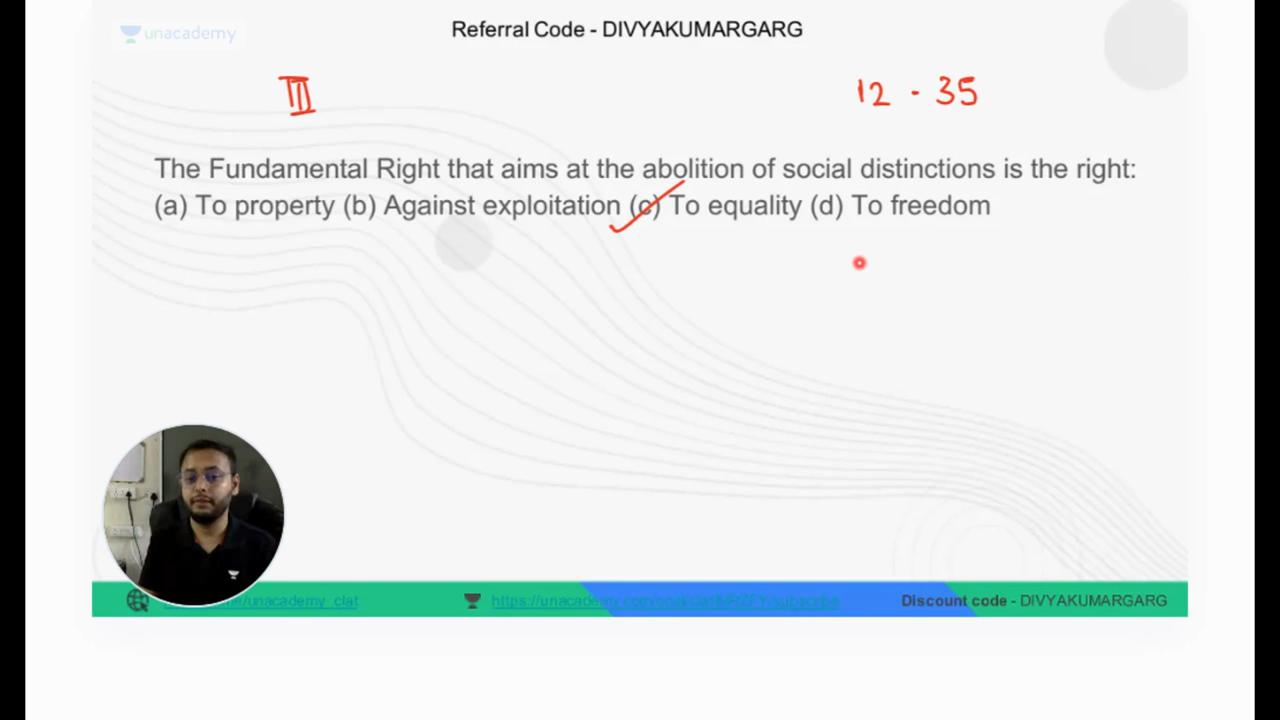 unacademy
Referral Code - DIVYAKUMARGARG
III
12 - 35
The Fundamental Right that aims at the abolition of social distinctions is the right:
(a) To property (b) Against exploitation (c) To equality (d) To freedom
/unacademy_clat
Discount code - DIVYAKUMARGARG